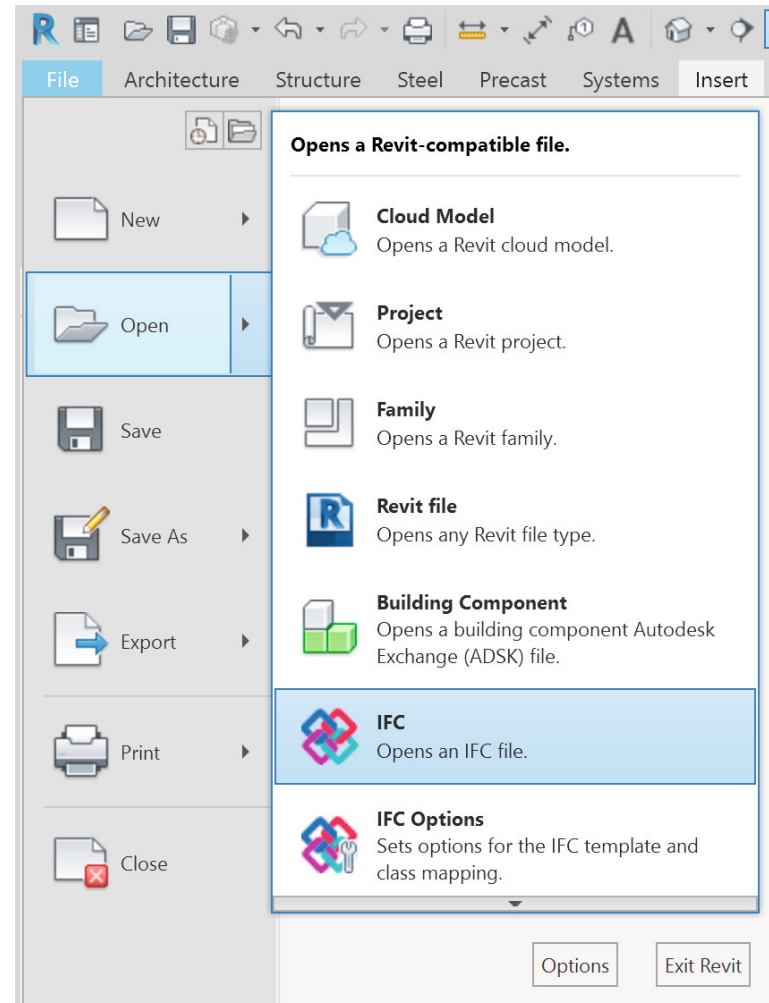 File Architecture Structure Steel Precast Systems Insert
Opens a Revit-compatible file.
New
Open
Save
Save As
Export
Print
Close
Cloud Model
Opens a Revit cloud model.
Project
Opens a Revit project.
Family
Opens a Revit family.
Revit file
Opens any Revit file type.
Building Component
Opens a building component Autodesk
Exchange (ADSK) file.
IFC
Opens an IFC file.
IFC Options
Sets options for the IFC template and
class mapping.
Options Exit Revit